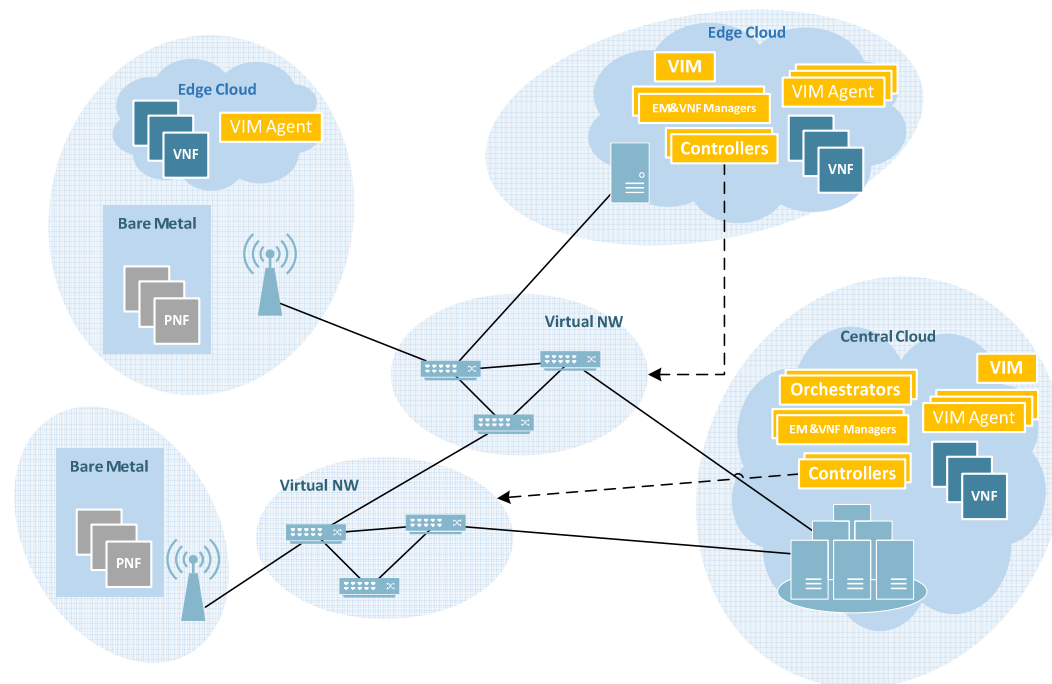 Edge Cloud
VIM Agent
VNF
Bare Metal
PNF
Edge Cloud
VIM
VIM Agent
EM&VNF Managers
Controllers
VNF
Virtual NW
Central Cloud
VIM
Orchestrators
VIM Agent
EM&VNF Managers
Controllers
VNF
Bare Metal
PNF
Virtual NW